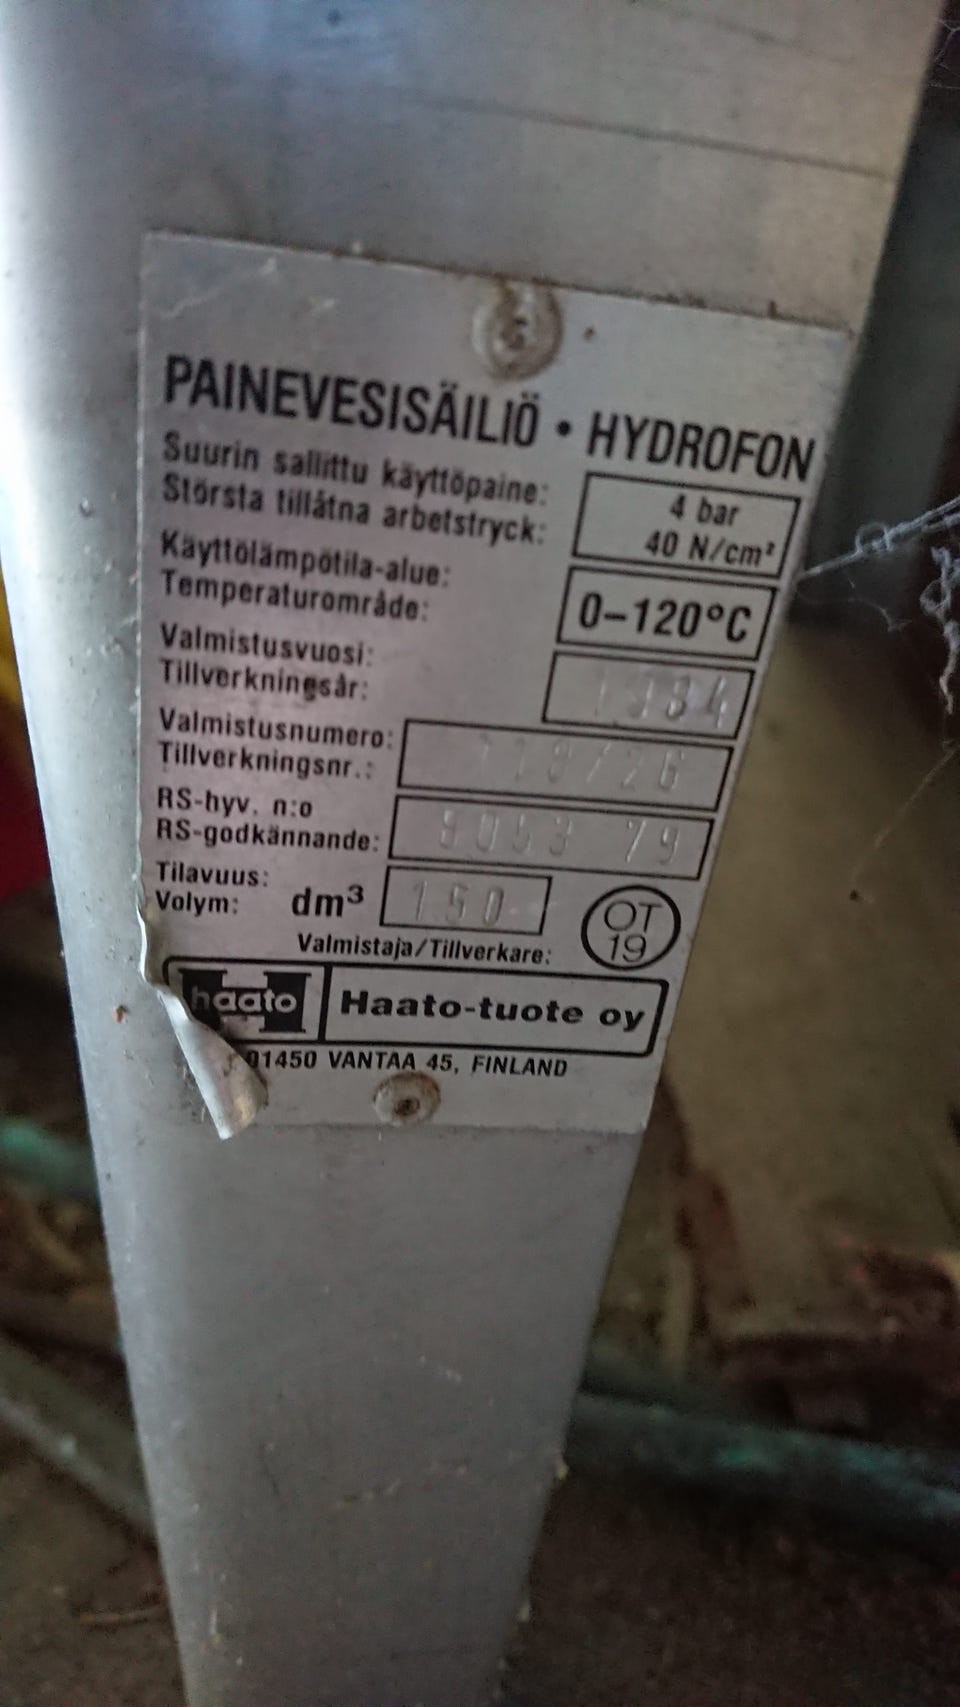 PAINEVESISÄILIÖ • HYDROFON
Suurin sallittu käyttöpaine:
Största tillåtna arbetstryck:
4 bar
40 N/cm²
Käyttölämpötila-alue:
Temperaturområde:
0–120°C
Valmistusvuosi:
Tillverkningsår:
1984
Valmistusnumero:
Tillverkningsnr.:
RS-hyv. n:o
RS-godkännande:
9053 79
Tilavuus:
Volym:
dm³
150
OT
19
Valmistaja/Tillverkare:
haato
Haato-tuote oy
01450 VANTAA 45, FINLAND